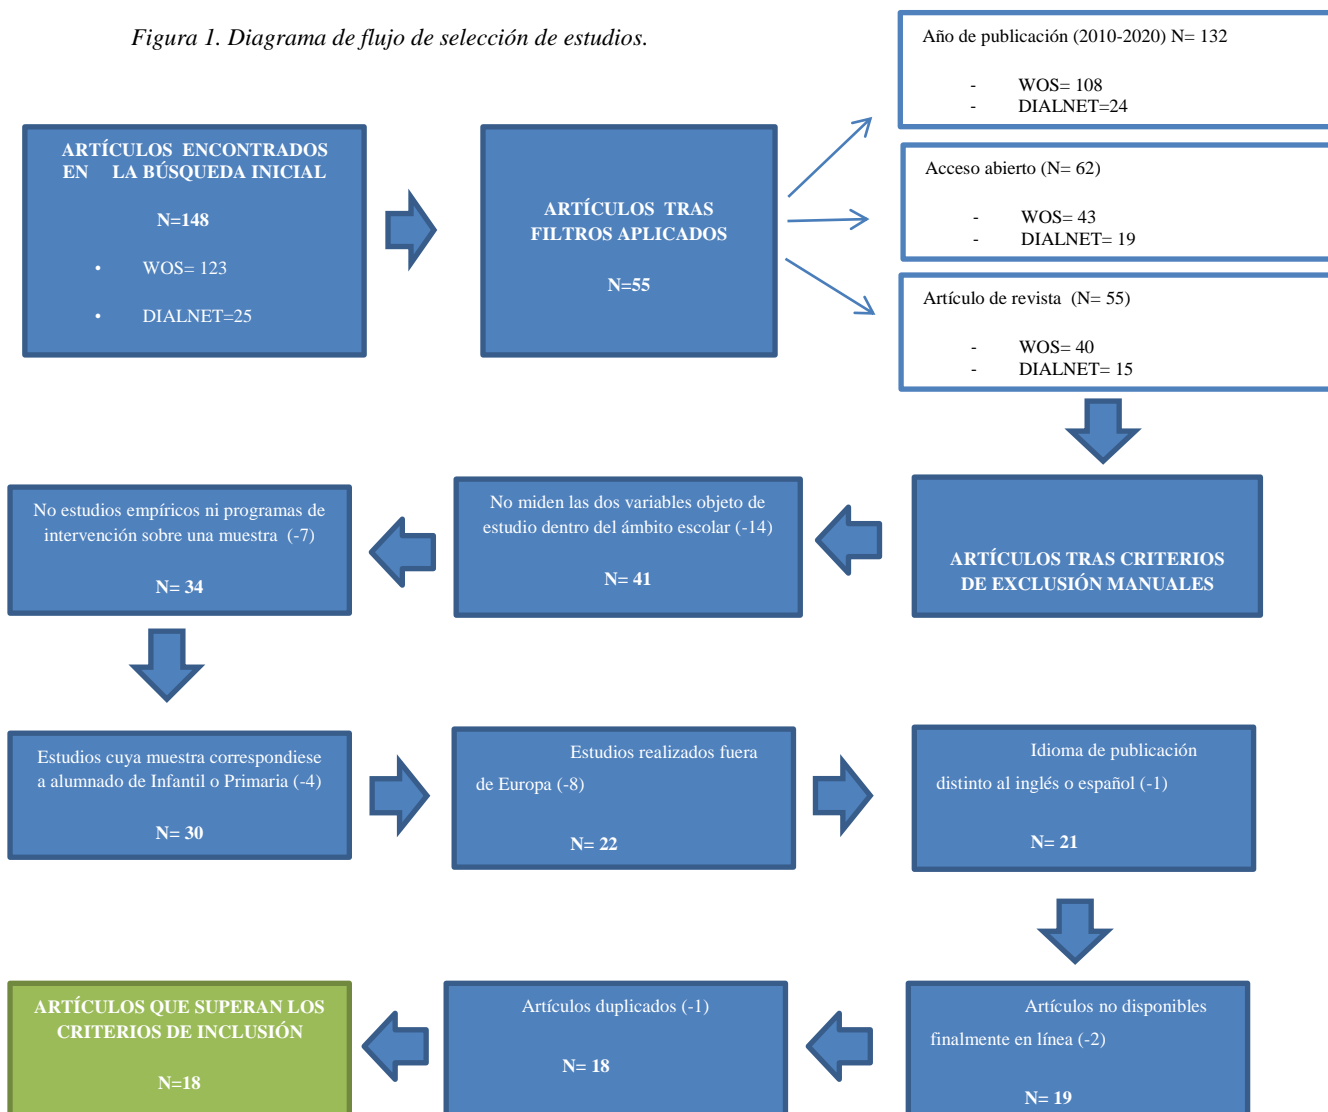 Figura 1. Diagrama de flujo de selección de estudios.
ARTÍCULOS ENCONTRADOS
EN LA BÚSQUEDA INICIAL
N=148
• WOS= 123
• DIALNET=25
ARTÍCULOS TRAS
FILTROS APLICADOS
N=55
Año de publicación (2010-2020) N= 132
- WOS= 108
- DIALNET=24
Acceso abierto (N= 62)
- WOS= 43
- DIALNET= 19
Artículo de revista (N= 55)
- WOS= 40
- DIALNET= 15
ARTÍCULOS TRAS CRITERIOS
DE EXCLUSIÓN MANUALES
No miden las dos variables objeto de
estudio dentro del ámbito escolar (-14)
N= 41
No estudios empíricos ni programas de
intervención sobre una muestra (-7)
N= 34
Estudios cuya muestra correspondiese
a alumnado de Infantil o Primaria (-4)
N= 30
Estudios realizados fuera
de Europa (-8)
N= 22
Idioma de publicación
distinto al inglés o español (-1)
N= 21
Artículos no disponibles
finalmente en línea (-2)
N= 19
Artículos duplicados (-1)
N= 18
ARTÍCULOS QUE SUPERAN LOS
CRITERIOS DE INCLUSIÓN
N=18